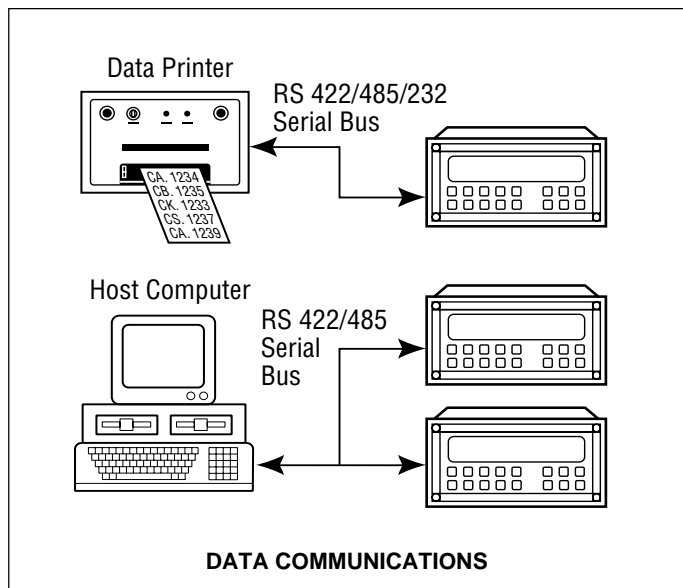 Data Printer
RS 422/485/232
Serial Bus
CA. 1234
CB. 1235
CK. 1233
CS. 1237
CA. 1239
Host Computer
RS 422/485
Serial
Bus
DATA COMMUNICATIONS